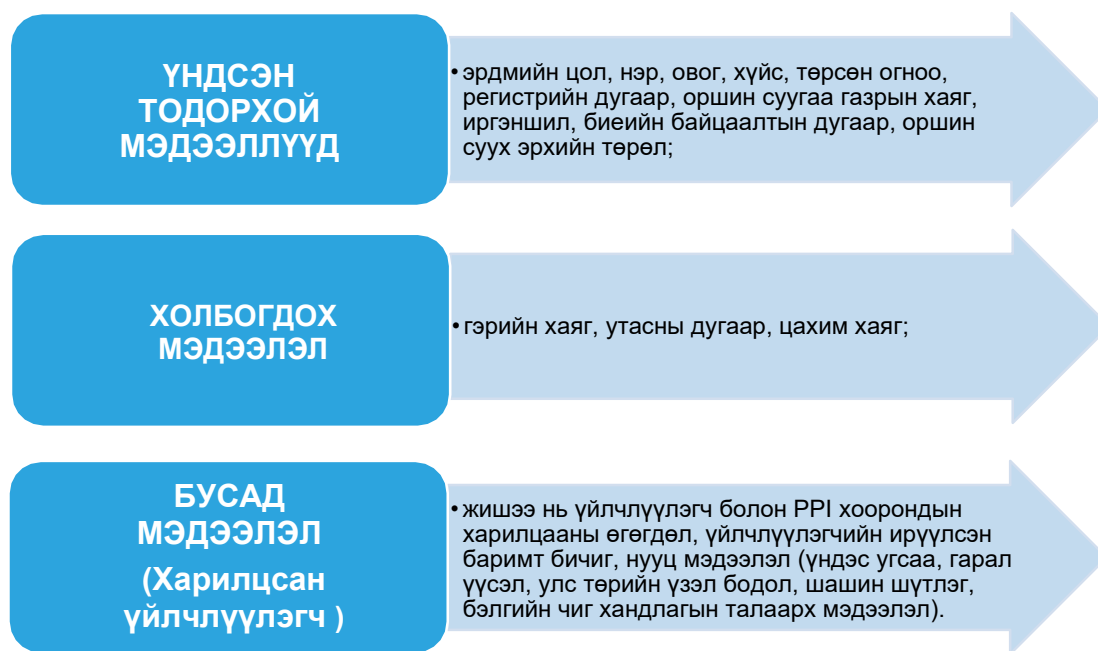 ҮНДСЭН
ТОДОРХОЙ
МЭДЭЭЛЛҮҮД
• эрдмийн цол, нэр, овог, хүйс, төрсөн огноо,
регистрийн дугаар, оршин суугаа газрын хаяг,
иргэншил, биеийн байцаалтын дугаар, оршин
суух эрхийн төрөл;
ХОЛБОГДОХ
МЭДЭЭЛЭЛ
• гэрийн хаяг, утасны дугаар, цахим хаяг;
БУСАД
МЭДЭЭЛЭЛ
(Харилцсан
үйлчлүүлэгч )
• жишээ нь үйлчлүүлэгч болон PPI хоорондын
харилцааны өгөгдөл, үйлчлүүлэгчийн ирүүлсэн
баримт бичиг, нууц мэдээлэл (үндэс угсаа, гарал
үүсэл, улс төрийн үзэл бодол, шашин шүтлэг,
бэлгийн чиг хандлагын талаарх мэдээлэл).